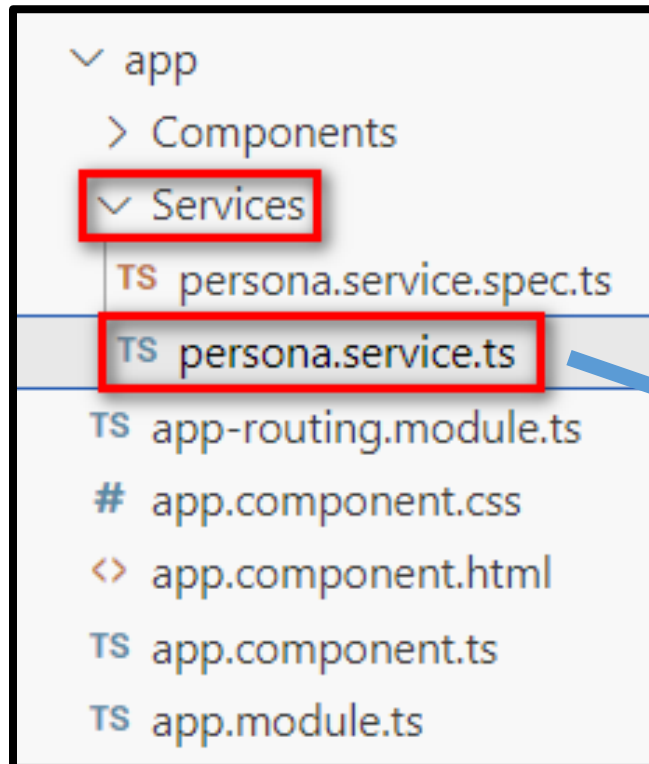 app
Components
Services
TS persona.service.spec.ts
TS persona.service.ts
TS app-routing.module.ts
# app.component.css
<> app.component.html
TS app.component.ts
TS app.module.ts